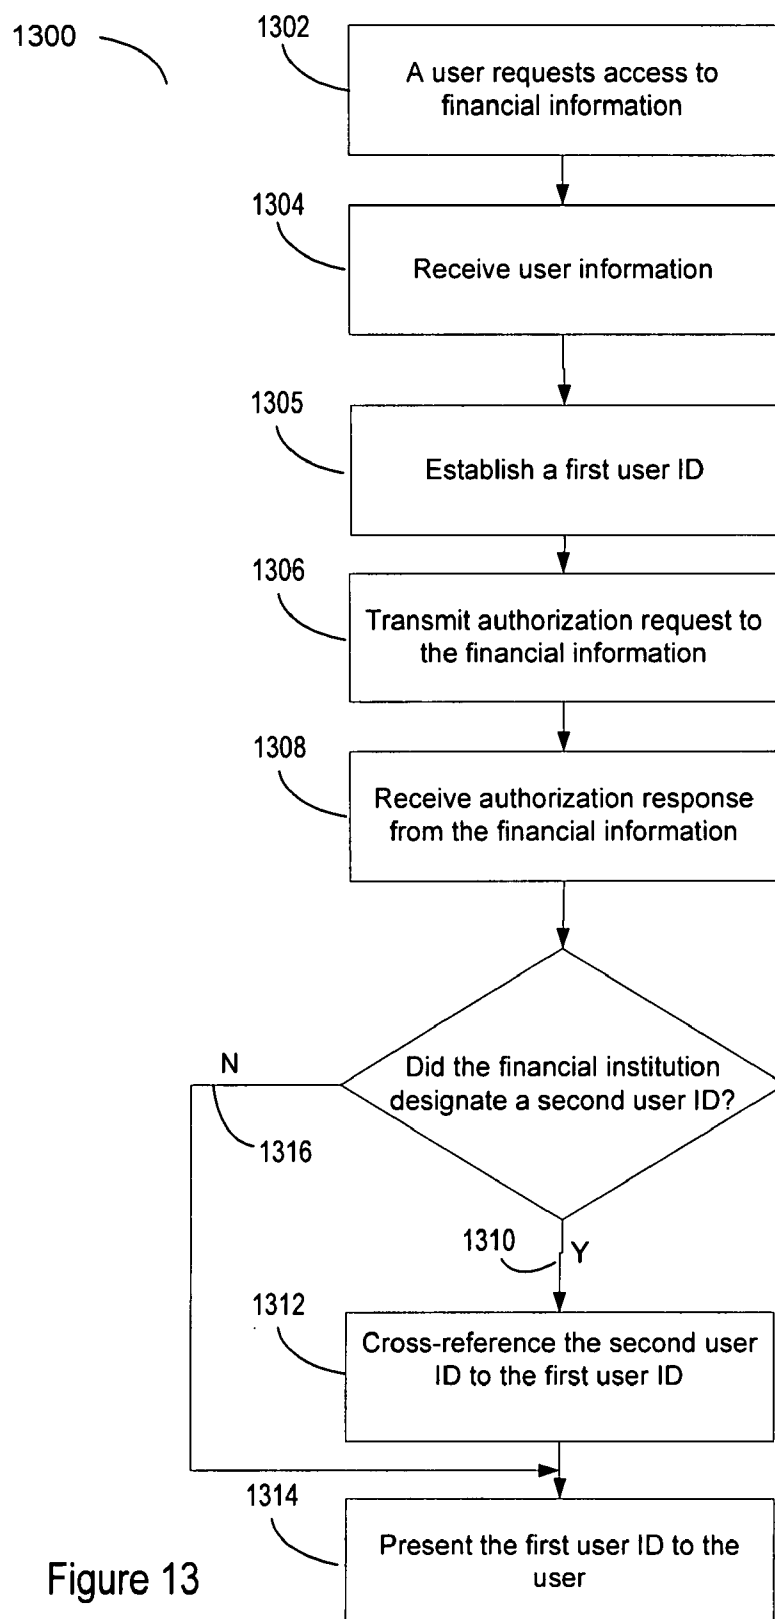 1300
1302
A user requests access to
financial information
1304
Receive user information
1305
Establish a first user ID
1306
Transmit authorization request to
the financial information
1308
Receive authorization response
from the financial information
Did the financial institution
designate a second user ID?
N
1316
1310
Y
1312
Cross-reference the second user
ID to the first user ID
1314
Present the first user ID to the
user
Figure 13